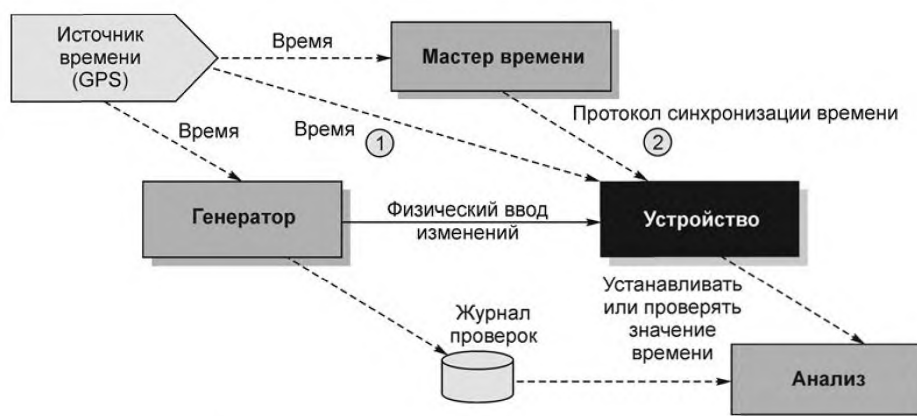 Источник
времени
(GPS)
Время
Мастер времени
Время
Время
1
Протокол синхронизации времени
2
Генератор
Физический ввод
изменений
Устройство
Журнал
проверок
Устанавливать
или проверять
значение
времени
Анализ